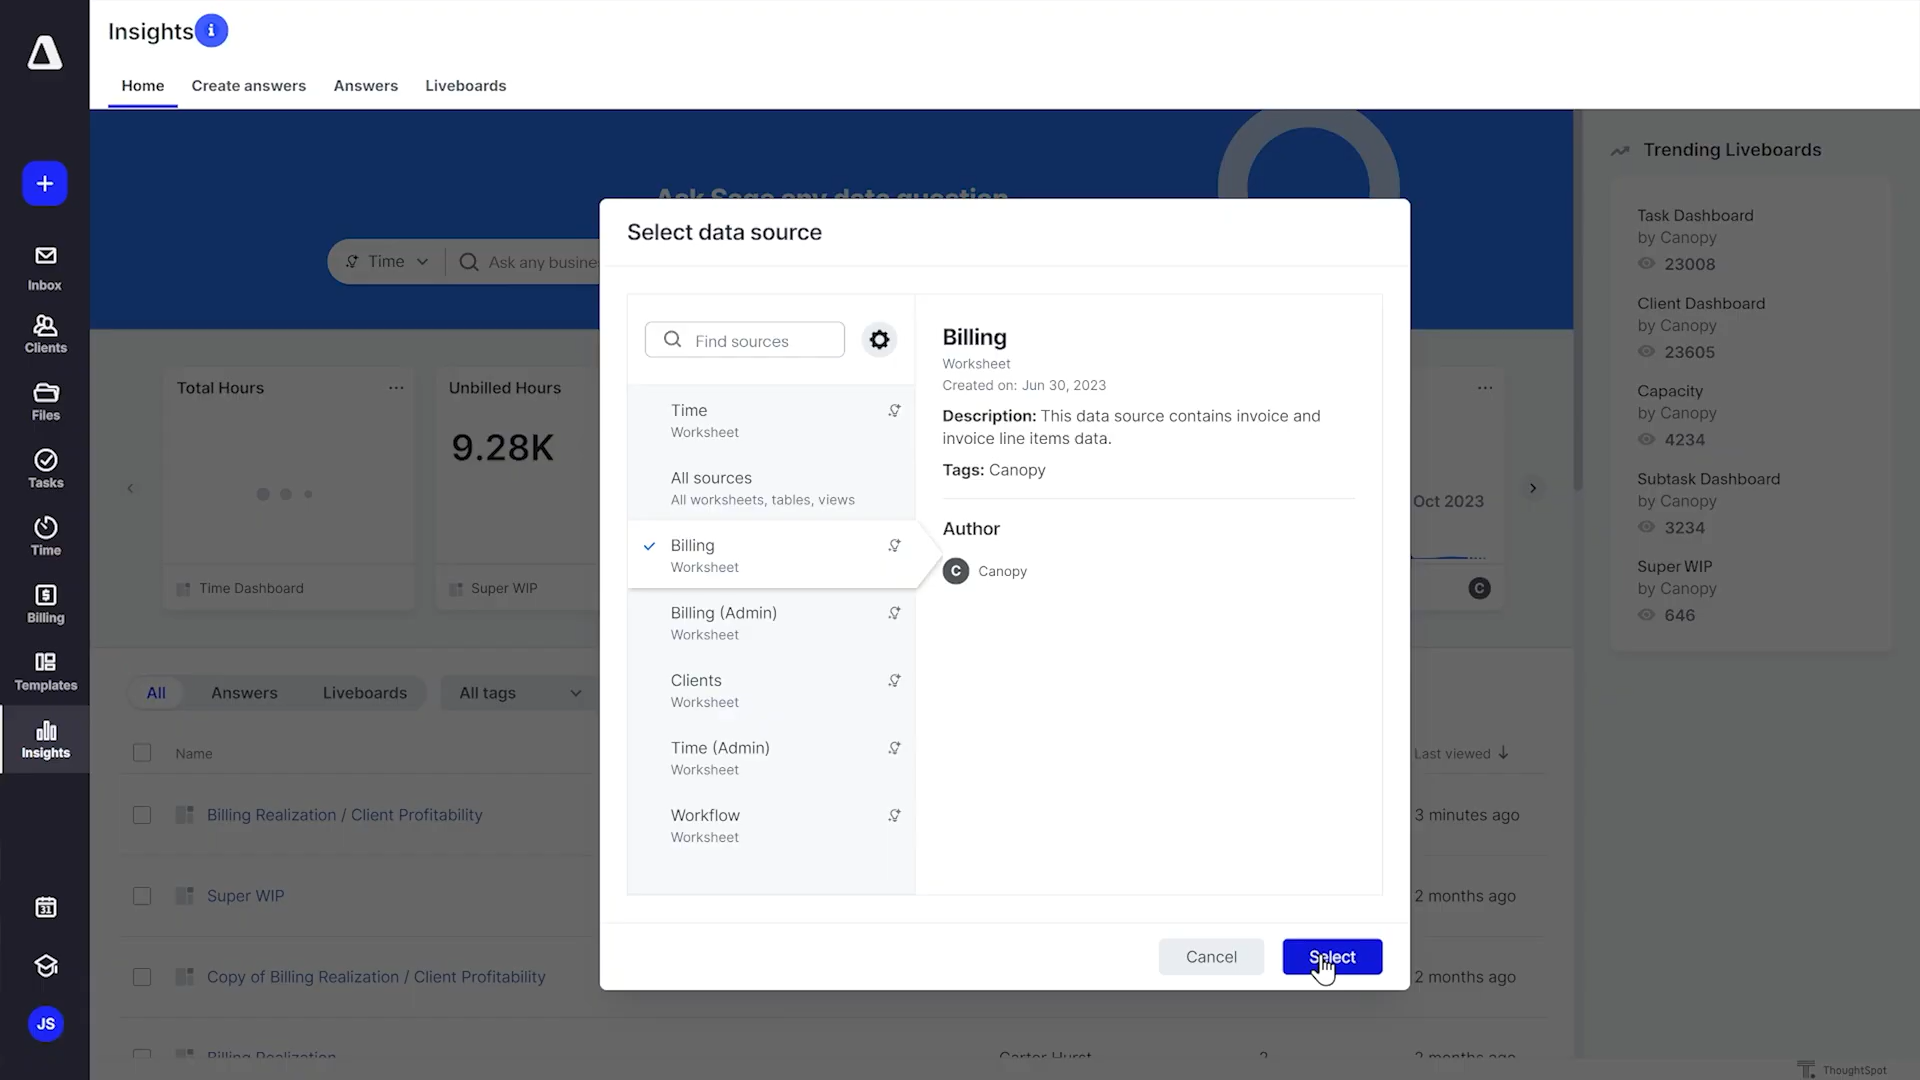 Insights
Home
Create answers
Answers
Liveboards
Inbox
Clients
Files
Tasks
Time
Billing
Templates
Insights
31
JS
Ask Sage any data question
Time
Ask any busine
Total Hours
Time Dashboard
Unbilled Hours
9.28K
Super WIP
Oct 2023
C
Select data source
Find sources
Time
Worksheet
All sources
All worksheets, tables, views
Billing
Worksheet
Billing (Admin)
Worksheet
Clients
Worksheet
Time (Admin)
Worksheet
Workflow
Worksheet
Billing
Worksheet
Created on: Jun 30, 2023
Description: This data source contains invoice and
invoice line items data.
Tags: Canopy
Author
C Canopy
Cancel
Select
All
Answers
Liveboards
All tags
Name
Last viewed
Billing Realization / Client Profitability
3 minutes ago
Super WIP
2 months ago
Copy of Billing Realization / Client Profitability
2 months ago
Billing Realization
Carter Hurst
2 months ago
Trending Liveboards
Task Dashboard
by Canopy
23008
Client Dashboard
by Canopy
23605
Capacity
by Canopy
4234
Subtask Dashboard
by Canopy
3234
Super WIP
by Canopy
646
ThoughtSpot